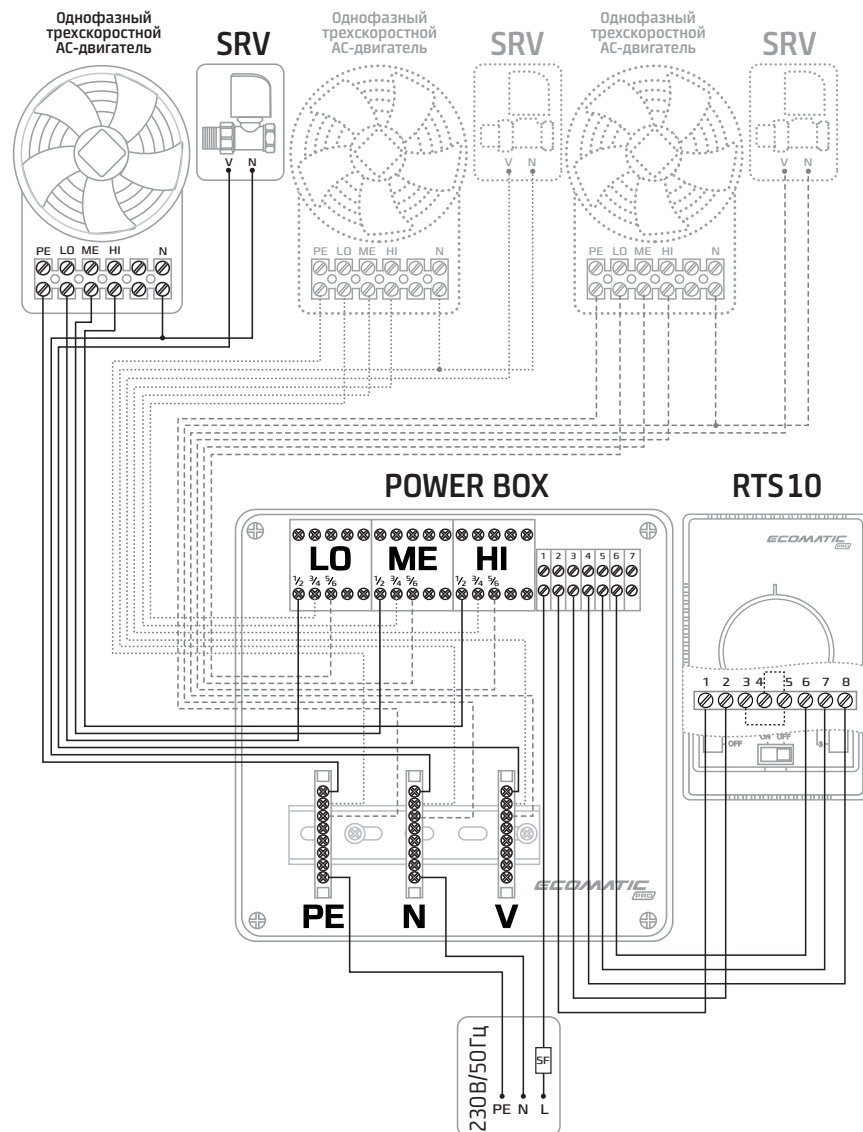 Однофазный
трехскоростной
АС-двигатель
SRV
Однофазный
трехскоростной
АС-двигатель
SRV
Однофазный
трехскоростной
АС-двигатель
SRV
V N
V N
V N
PE LO ME HI N
PE LO ME HI N
PE LO ME HI N
POWER BOX
RTS10
LO ME HI
½ ¾ ⅚ ½ ¾ ⅚ ½ ¾ ⅚
1 2 3 4 5 6 7
ECOMATIC
PRO
1 2 3 4 5 6 7 8
OFF
ON OFF
3
ECOMATIC
PRO
PE N V
230В/50Гц
SF
PE N L